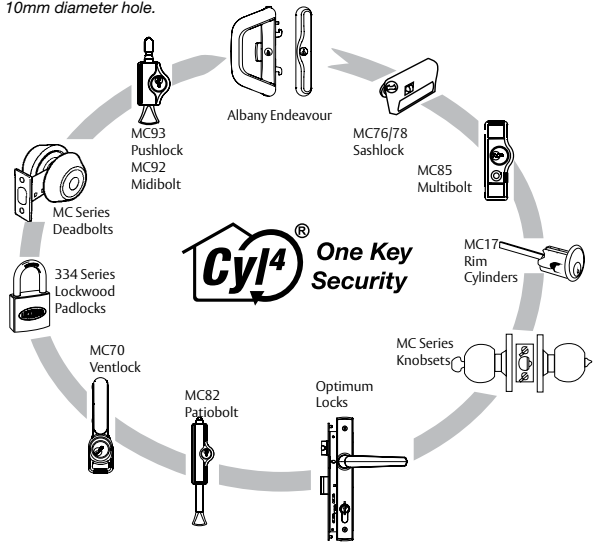 10mm diameter hole.
Albany Endeavour
MC93
Pushlock
MC92
Midibolt
MC76/78
Sashlock
MC85
Multibolt
MC Series
Deadbolts
MC17
Rim
Cylinders
Cyl4 ®
One Key
Security
334 Series
Lockwood
Padlocks
MC Series
Knobsets
MC70
Ventlock
MC82
Patiobolt
Optimum
Locks